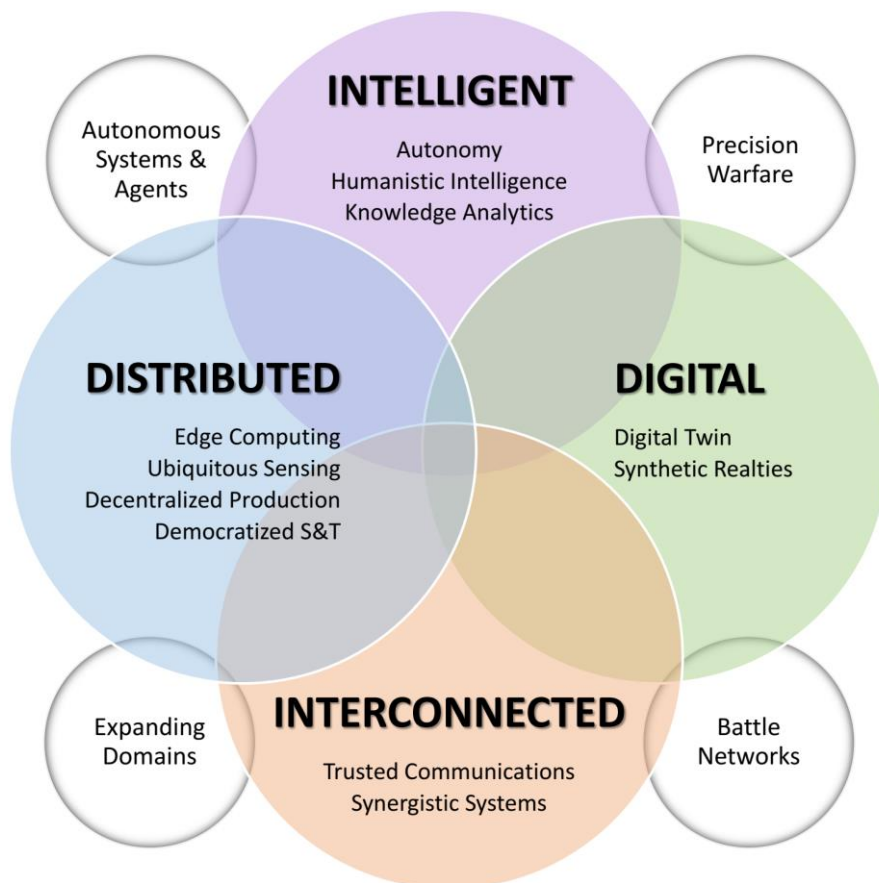 INTELLIGENT
Autonomy
Humanistic Intelligence
Knowledge Analytics
Autonomous
Systems &
Agents
Precision
Warfare
DISTRIBUTED
Edge Computing
Ubiquitous Sensing
Decentralized Production
Democratized S&T
DIGITAL
Digital Twin
Synthetic Realties
INTERCONNECTED
Trusted Communications
Synergistic Systems
Expanding
Domains
Battle
Networks